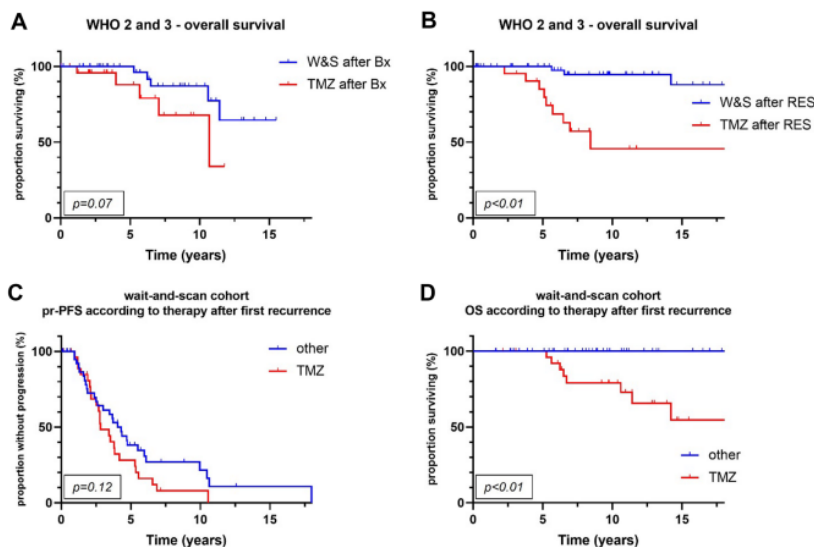 A
WHO 2 and 3 - overall survival
proportion surviving (%)
100
50
0
0
5
10
15
Time (years)
W&S after Bx
TMZ after Bx
p=0.07
B
WHO 2 and 3 - overall survival
proportion surviving (%)
100
50
0
0
5
10
15
Time (years)
W&S after RES
TMZ after RES
p<0.01
C
wait-and-scan cohort
pr-PFS according to therapy after first recurrence
proportion without progression (%)
100
50
0
0
5
10
15
Time (years)
other
TMZ
p=0.12
D
wait-and-scan cohort
OS according to therapy after first recurrence
proportion surviving (%)
100
50
0
0
5
10
15
Time (years)
other
TMZ
p<0.01